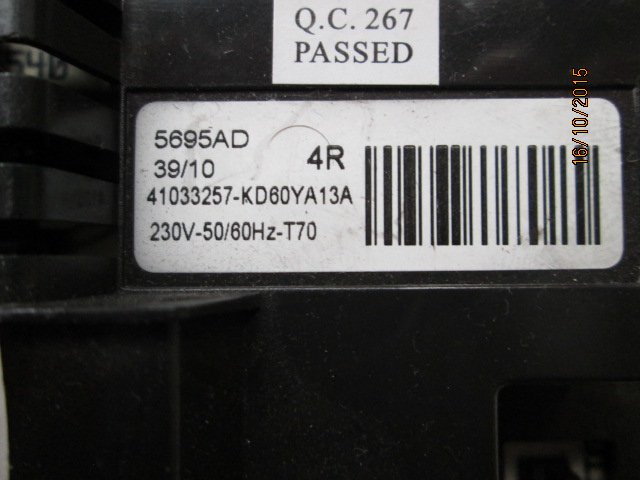 Q.C. 267
PASSED
5695AD
39/10
4R
41033257-KD60YA13A
230V-50/60Hz-T70
16/10/2015